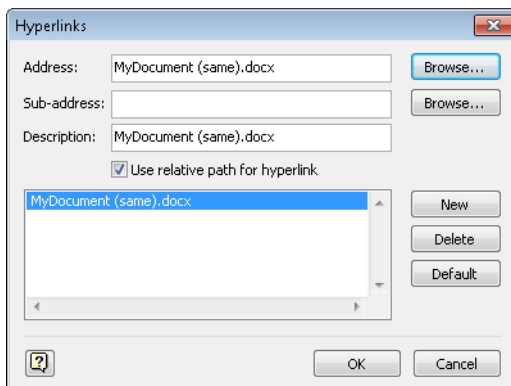 Hyperlinks
Address: MyDocument (same).docx Browse...
Sub-address: Browse...
Description: MyDocument (same).docx
Use relative path for hyperlink
MyDocument (same).docx
New
Delete
Default
?
OK Cancel